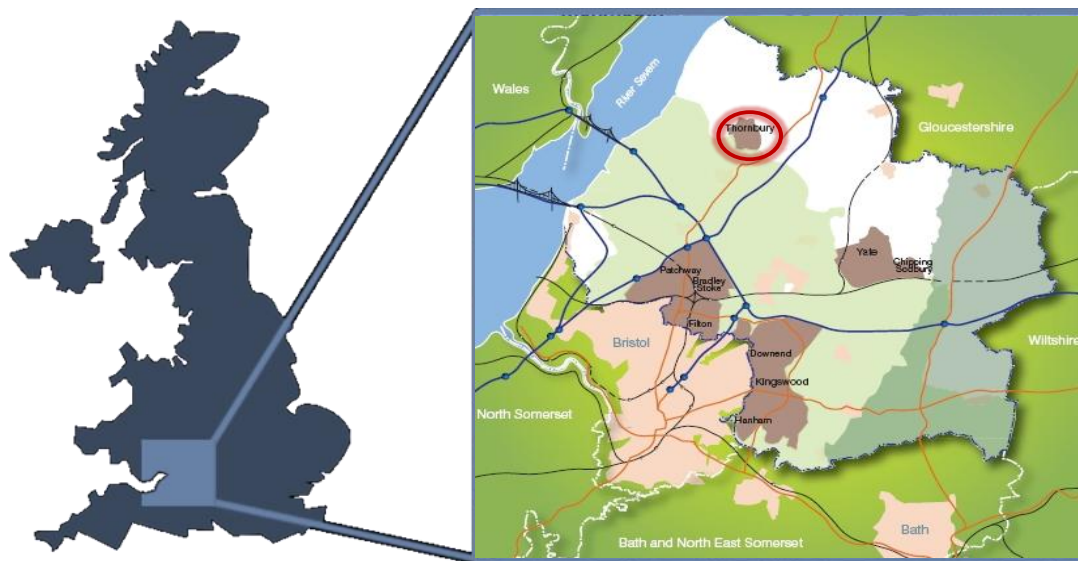 Wales
River Severn
Thornbury
Gloucestershire
Yate
Chipping
Sodbury
Patchway
Bradley
Stoke
Filton
Bristol
Downend
Wiltshire
Kingswood
North Somerset
Hanham
Bath
Bath and North East Somerset